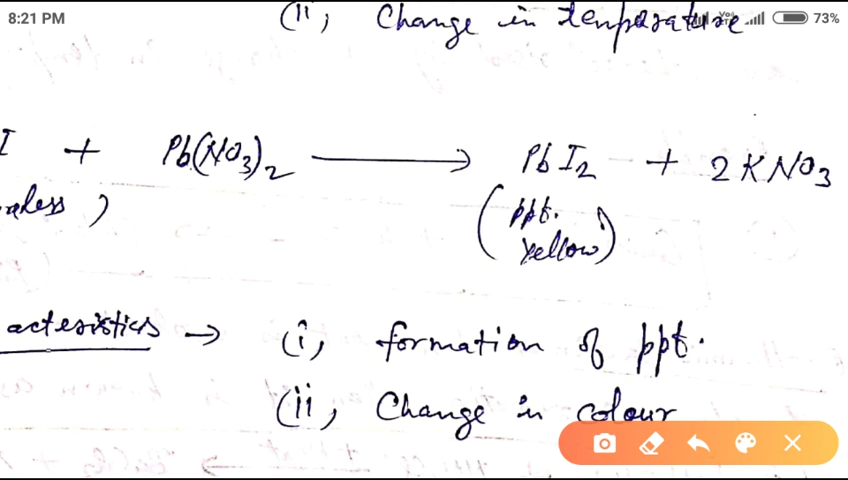 8:21 PM
73%
(ii) Change in temperature
I + Pb(NO3)2 ⟶ PbI2 + 2KNO3
(ppt.
Yellow)
acteristics → (i) formation of ppt.
(ii) Change in colour